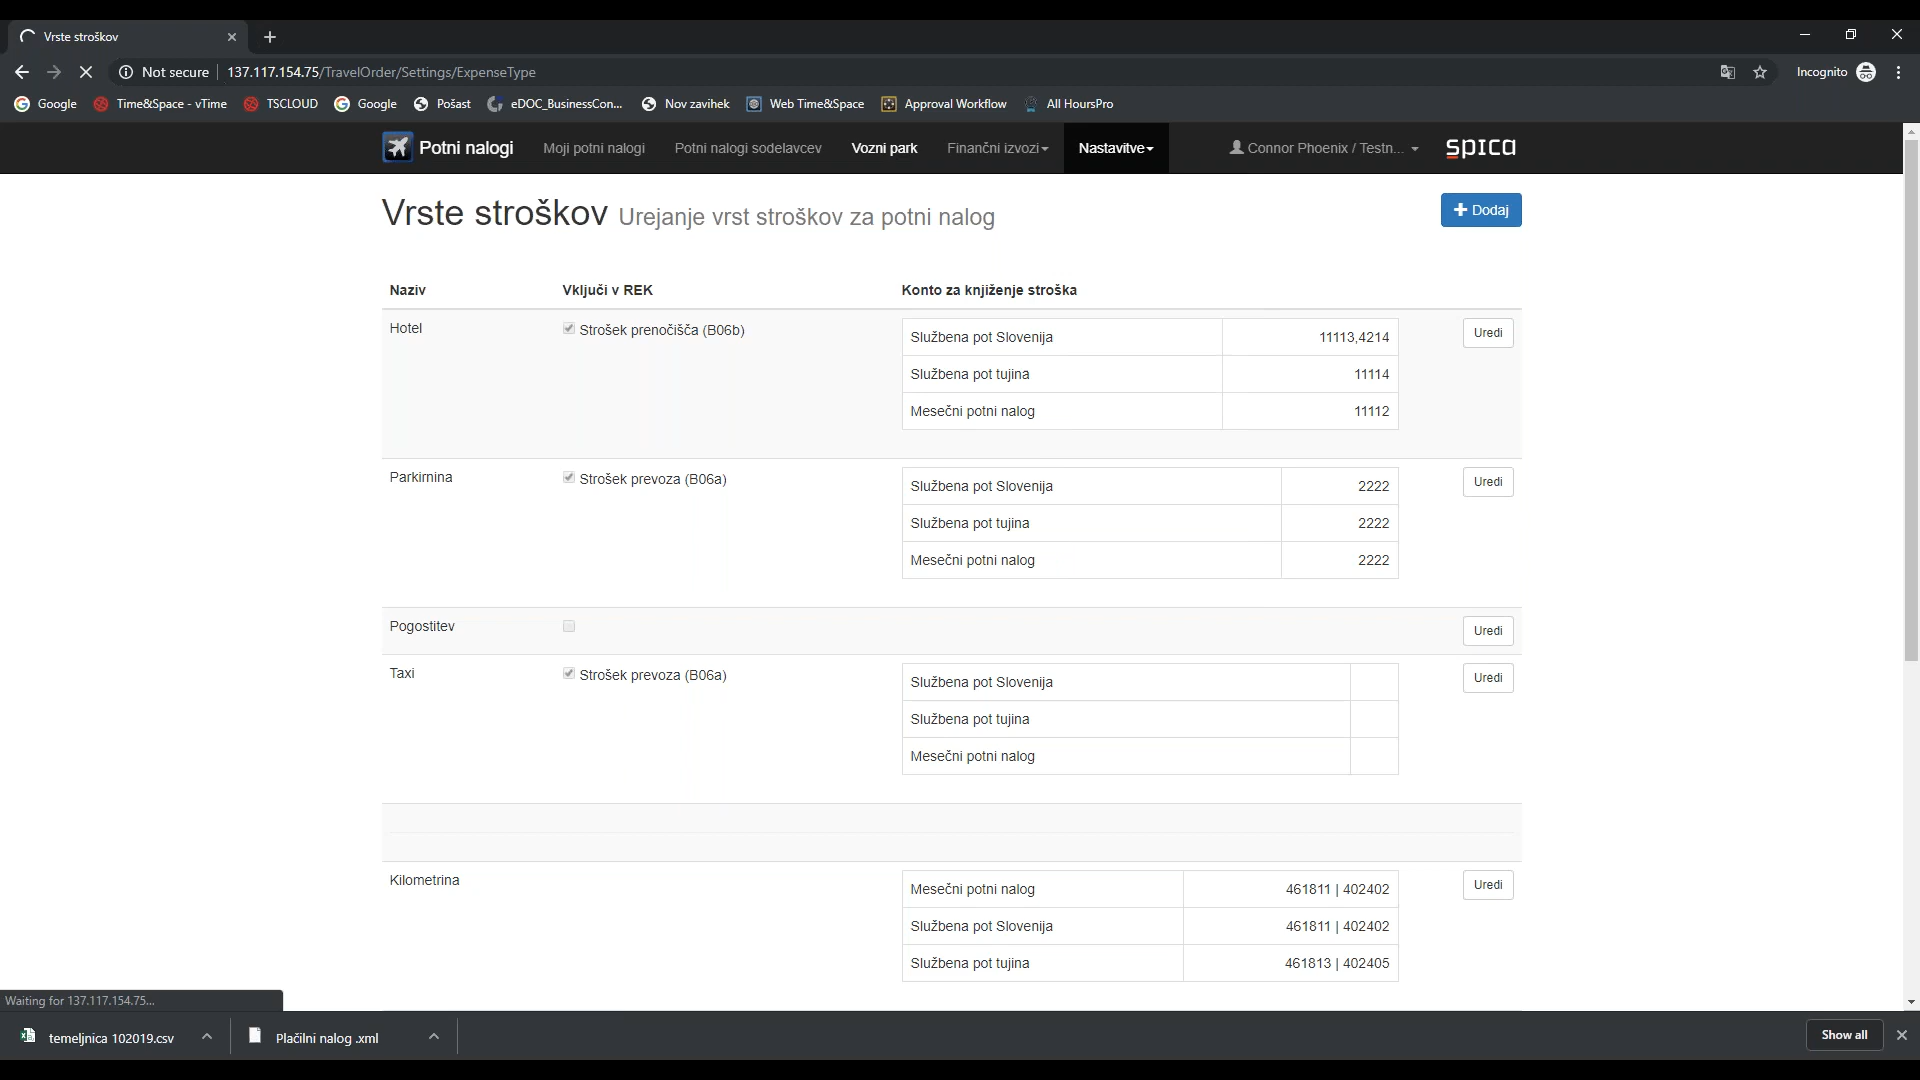 Vrste stroškov
Not secure 137.117.154.75/TravelOrder/Settings/ExpenseType Incognito
Google Time&Space - vTime TSCLOUD Google Pošast eDOC_BusinessCon... Nov zavihek Web Time&Space Approval Workflow All HoursPro
Potni nalogi Moji potni nalogi Potni nalogi sodelavcev Vozni park Finančni izvozi Nastavitve Connor Phoenix / Testn... spica
Vrste stroškov Urejanje vrst stroškov za potni nalog + Dodaj
Naziv Vključi v REK Konto za knjiženje stroška
Hotel Strošek prenočišča (B06b) Službena pot Slovenija 11113,4214 Uredi
Službena pot tujina 11114
Mesečni potni nalog 11112
Parkirnina Strošek prevoza (B06a) Službena pot Slovenija 2222 Uredi
Službena pot tujina 2222
Mesečni potni nalog 2222
Pogostitev Uredi
Taxi Strošek prevoza (B06a) Službena pot Slovenija Uredi
Službena pot tujina
Mesečni potni nalog
Kilometrina Mesečni potni nalog 461811 | 402402 Uredi
Službena pot Slovenija 461811 | 402402
Službena pot tujina 461813 | 402405
Waiting for 137.117.154.75...
temeljnica 102019.csv Plačilni nalog .xml Show all